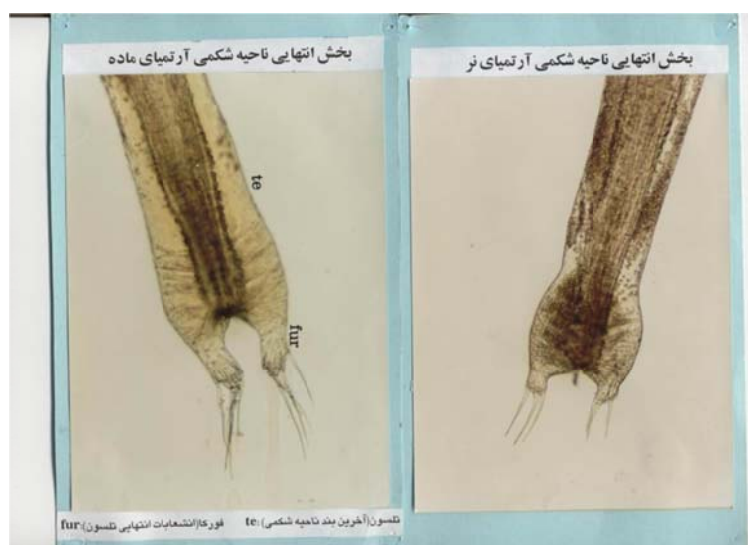 بخش انتهایی ناحیه شکمی آرتمیای نر
بخش انتهایی ناحیه شکمی آرتمیای ماده
te
fur
تلسون(آخرین بند ناحیه شکمی):te فورکا(انشعابات انتهایی تلسون):fur